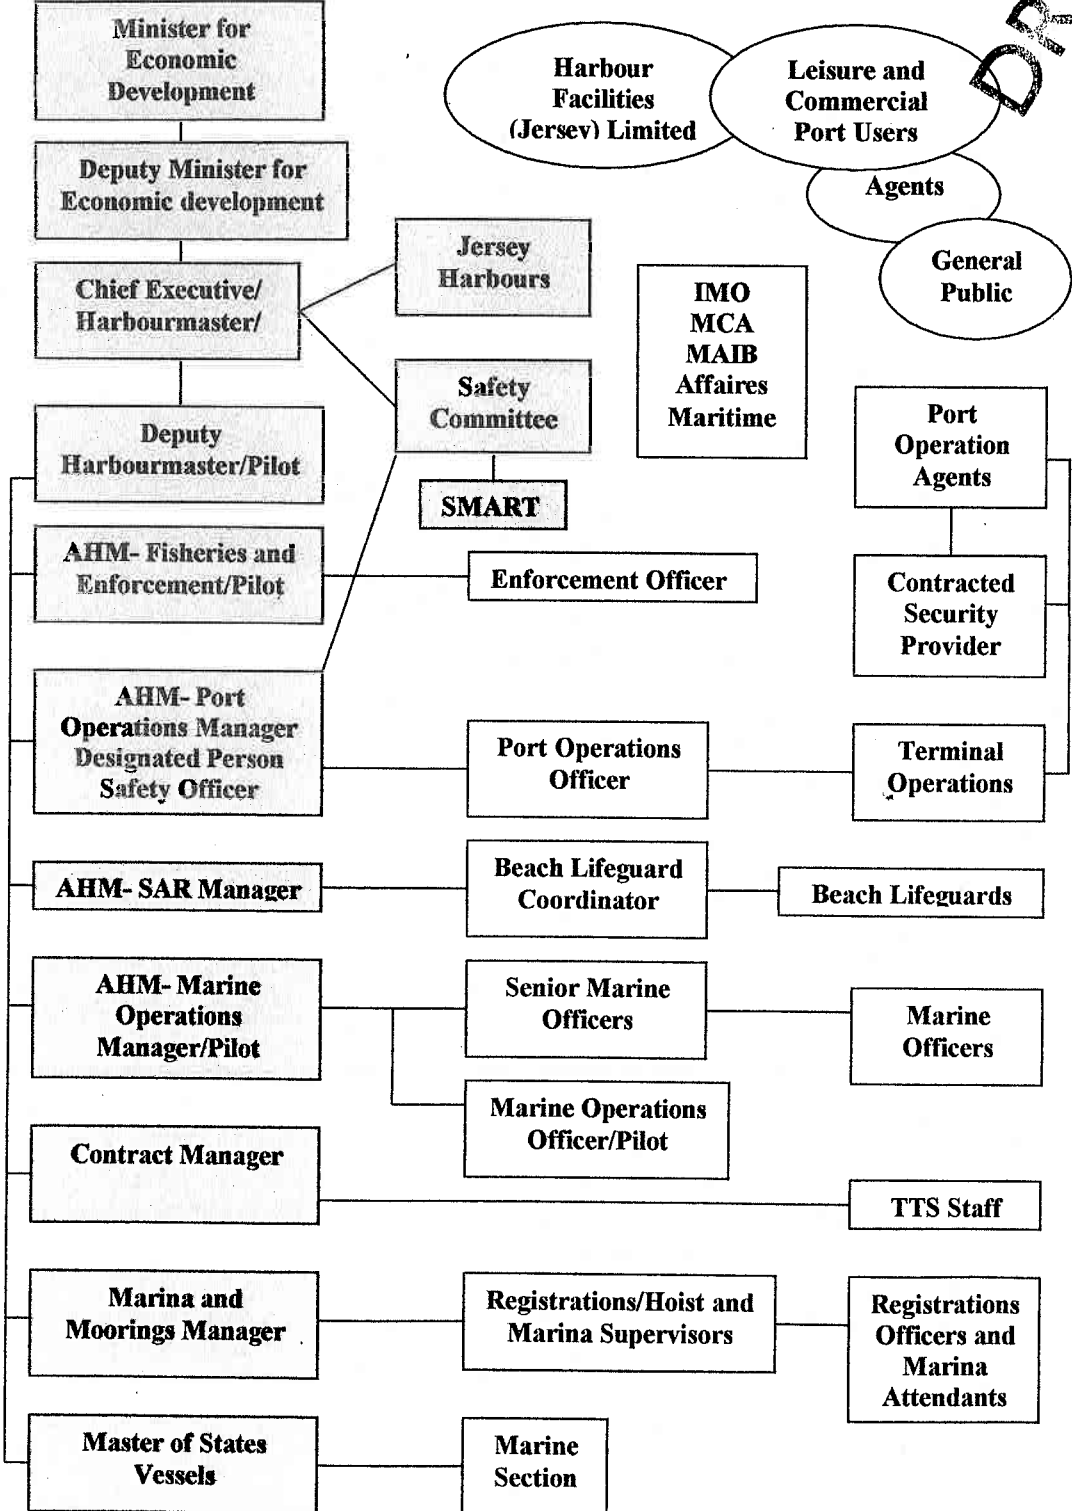 Minister for
Economic
Development
Harbour
Facilities
(Jersey) Limited
Leisure and
Commercial
Port Users
Deputy Minister for
Economic development
Agents
General
Public
Chief Executive/
Harbourmaster/
Jersey
Harbours
IMO
MCA
MAIB
Affaires
Maritime
Safety
Committee
SMART
Deputy
Harbourmaster/Pilot
Port
Operation
Agents
AHM- Fisheries and
Enforcement/Pilot
Enforcement Officer
Contracted
Security
Provider
AHM- Port
Operations Manager
Designated Person
Safety Officer
Port Operations
Officer
Terminal
Operations
AHM- SAR Manager
Beach Lifeguard
Coordinator
Beach Lifeguards
AHM- Marine
Operations
Manager/Pilot
Senior Marine
Officers
Marine
Officers
Marine Operations
Officer/Pilot
Contract Manager
TTS Staff
Marina and
Moorings Manager
Registrations/Hoist and
Marina Supervisors
Registrations
Officers and
Marina
Attendants
Master of States
Vessels
Marine
Section